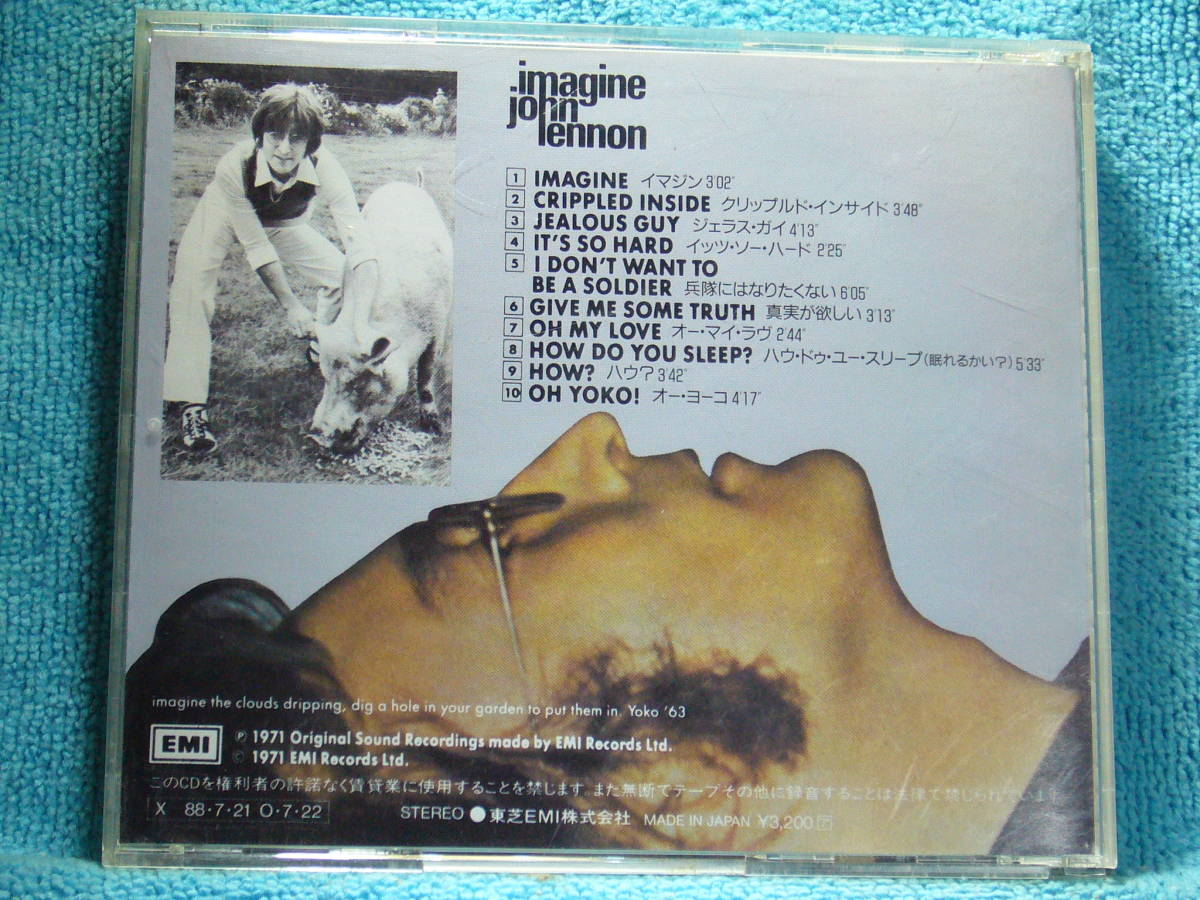 imagine
john
lennon
1 IMAGINE イマジン 3'02"
2 CRIPPLED INSIDE クリップルド・インサイド 3'48"
3 JEALOUS GUY ジェラス・ガイ 4'13"
4 IT'S SO HARD イッツ・ソー・ハード 2'25"
5 I DON'T WANT TO
BE A SOLDIER 兵隊にはなりたくない 6'05"
6 GIVE ME SOME TRUTH 真実が欲しい 3'13"
7 OH MY LOVE オー・マイ・ラヴ 2'44"
8 HOW DO YOU SLEEP? ハウ・ドゥ・ユー・スリープ(眠れるかい?) 5'33"
9 HOW? ハウ? 3'42"
10 OH YOKO! オー・ヨーコ 4'17"
imagine the clouds dripping, dig a hole in your garden to put them in. Yoko '63
EMI
℗ 1971 Original Sound Recordings made by EMI Records Ltd.
© 1971 EMI Records Ltd.
このCDを権利者の許諾なく賃貸業に使用することを禁じます。また無断でテープその他に録音することは法律で禁じられています。
X 88・7・21 O・7・22
STEREO ● 東芝EMI株式会社 MADE IN JAPAN ¥3,200